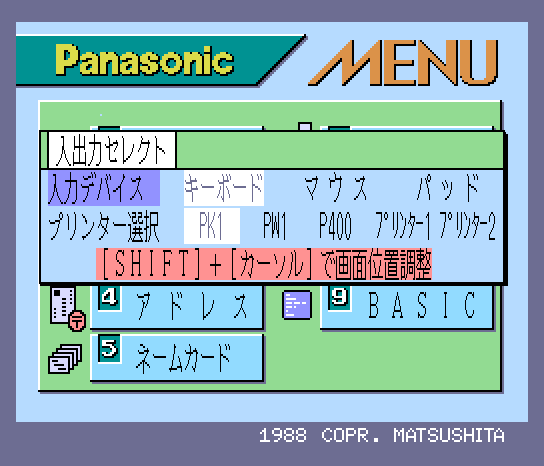 Panasonic MENU
入出力セレクト
入力デバイス キーボード マウス パッド
プリンター選択 PK1 PW1 P400 プリンター1 プリンター2
[SHIFT]+[カーソル]で画面位置調整
4 アドレス 9 BASIC
5 ネームカード
1988 COPR. MATSUSHITA